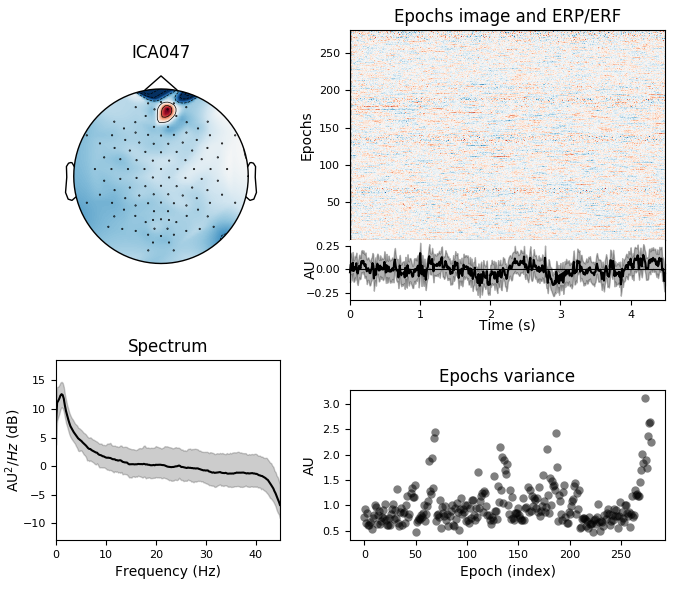 ICA047
Epochs image and ERP/ERF
Epochs
250
200
150
100
50
AU
0.25
0.00
−0.25
0 1 2 3 4
Time (s)
Spectrum
AU²/Hz (dB)
15
10
5
0
−5
−10
0 10 20 30 40
Frequency (Hz)
Epochs variance
AU
3.0
2.5
2.0
1.5
1.0
0.5
0 50 100 150 200 250
Epoch (index)